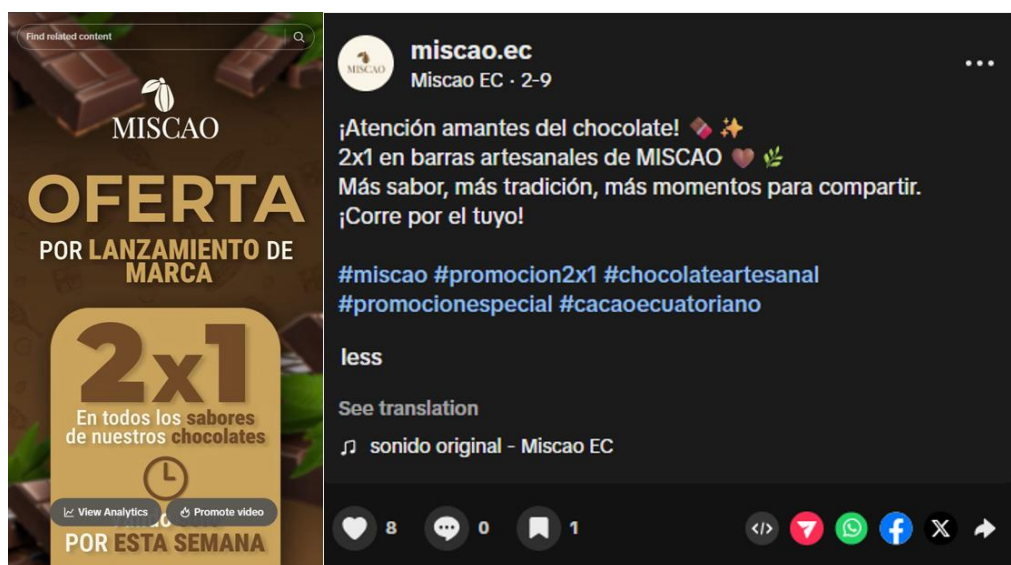 Find related content
MISCAO
OFERTA
POR LANZAMIENTO DE
MARCA
2x1
En todos los sabores
de nuestros chocolates
View Analytics
Promote video
POR ESTA SEMANA
MISCAO
miscao.ec
Miscao EC · 2-9
¡Atención amantes del chocolate! 🍫 ✨
2x1 en barras artesanales de MISCAO 🤎 🌿
Más sabor, más tradición, más momentos para compartir.
¡Corre por el tuyo!
#miscao #promocion2x1 #chocolateartesanal
#promocionespecial #cacaoecuatoriano
less
See translation
sonido original - Miscao EC
8
0
1